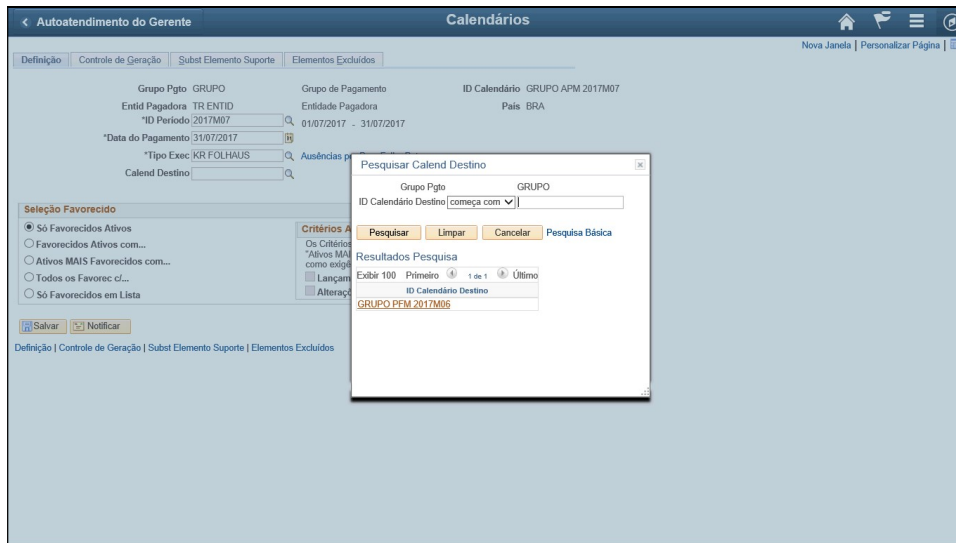 Autoatendimento do Gerente
Calendários
Nova Janela | Personalizar Página |
Definição
Controle de Geração
Subst Elemento Suporte
Elementos Excluídos
Grupo Pgto GRUPO Grupo de Pagamento ID Calendário GRUPO APM 2017M07
Entid Pagadora TR ENTID Entidade Pagadora País BRA
*ID Período 2017M07 01/07/2017 - 31/07/2017
*Data do Pagamento 31/07/2017
*Tipo Exec KR FOLHAUS Ausências
Calend Destino
Seleção Favorecido
Só Favorecidos Ativos
Favorecidos Ativos com...
Ativos MAIS Favorecidos com...
Todos os Favorec c/...
Só Favorecidos em Lista
Critérios A
Os Critérios
"Ativos MAI
como exigê
Lançam
Alteraçõ
Salvar
Notificar
Definição | Controle de Geração | Subst Elemento Suporte | Elementos Excluídos
Pesquisar Calend Destino
Grupo Pgto GRUPO
ID Calendário Destino começa com
Pesquisar Limpar Cancelar Pesquisa Básica
Resultados Pesquisa
Exibir 100 Primeiro 1 de 1 Último
ID Calendário Destino
GRUPO PFM 2017M06